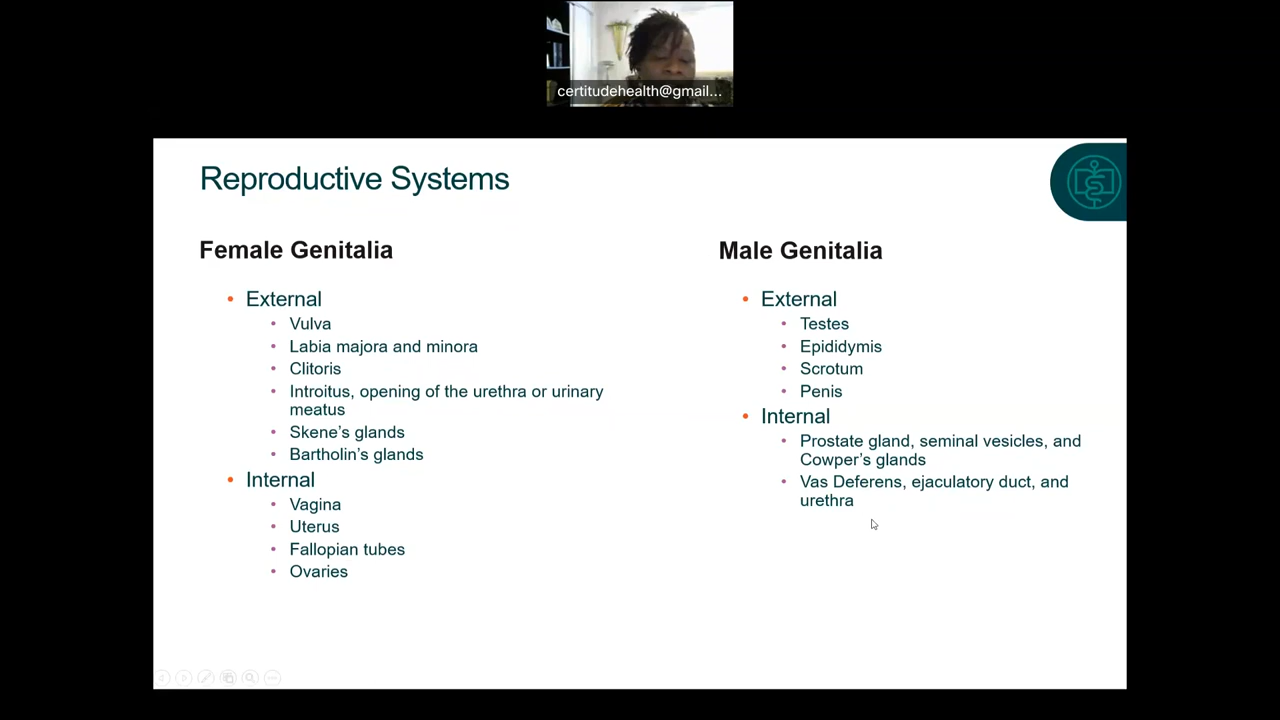 certitudehealth@gmail...
Reproductive Systems
Female Genitalia
External
Vulva
Labia majora and minora
Clitoris
Introitus, opening of the urethra or urinary
meatus
Skene's glands
Bartholin's glands
Internal
Vagina
Uterus
Fallopian tubes
Ovaries
Male Genitalia
External
Testes
Epididymis
Scrotum
Penis
Internal
Prostate gland, seminal vesicles, and
Cowper's glands
Vas Deferens, ejaculatory duct, and
urethra